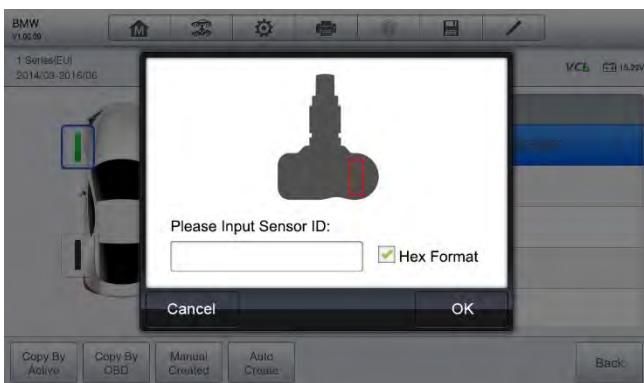 BMW
V1.00.09
1 Series(EU)
2014/03-2016/06
VCI
Please Input Sensor ID:
Hex Format
Cancel
OK
Copy By
Active
Copy By
OBD
Manual
Created
Auto
Create
Back